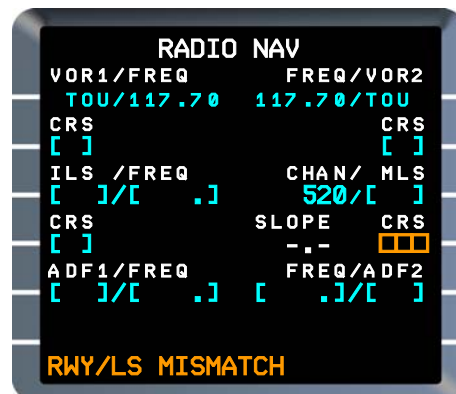 RADIO NAV
VOR1/FREQ FREQ/VOR2
TOU/117.70 117.70/TOU
CRS CRS
[ ] [ ]
ILS /FREQ CHAN/ MLS
[ ]/[ .] 520/[ ]
CRS SLOPE CRS
[ ] -.- □□□
ADF1/FREQ FREQ/ADF2
[ ]/[ .] [ .]/[ ]
RWY/LS MISMATCH